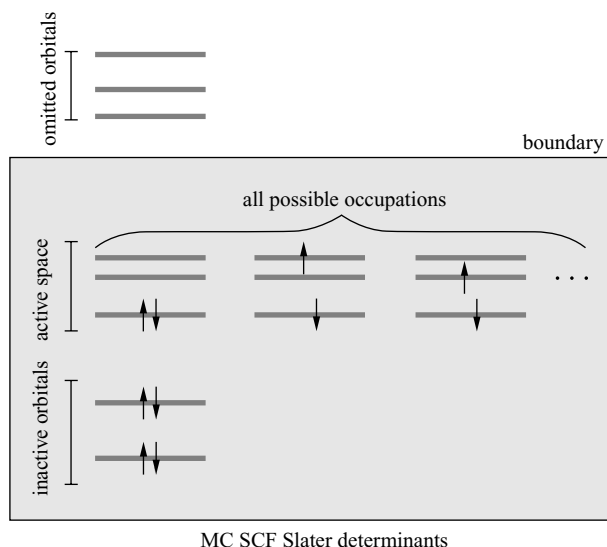 omitted orbitals
boundary
all possible occupations
active space
...
inactive orbitals
MC SCF Slater determinants